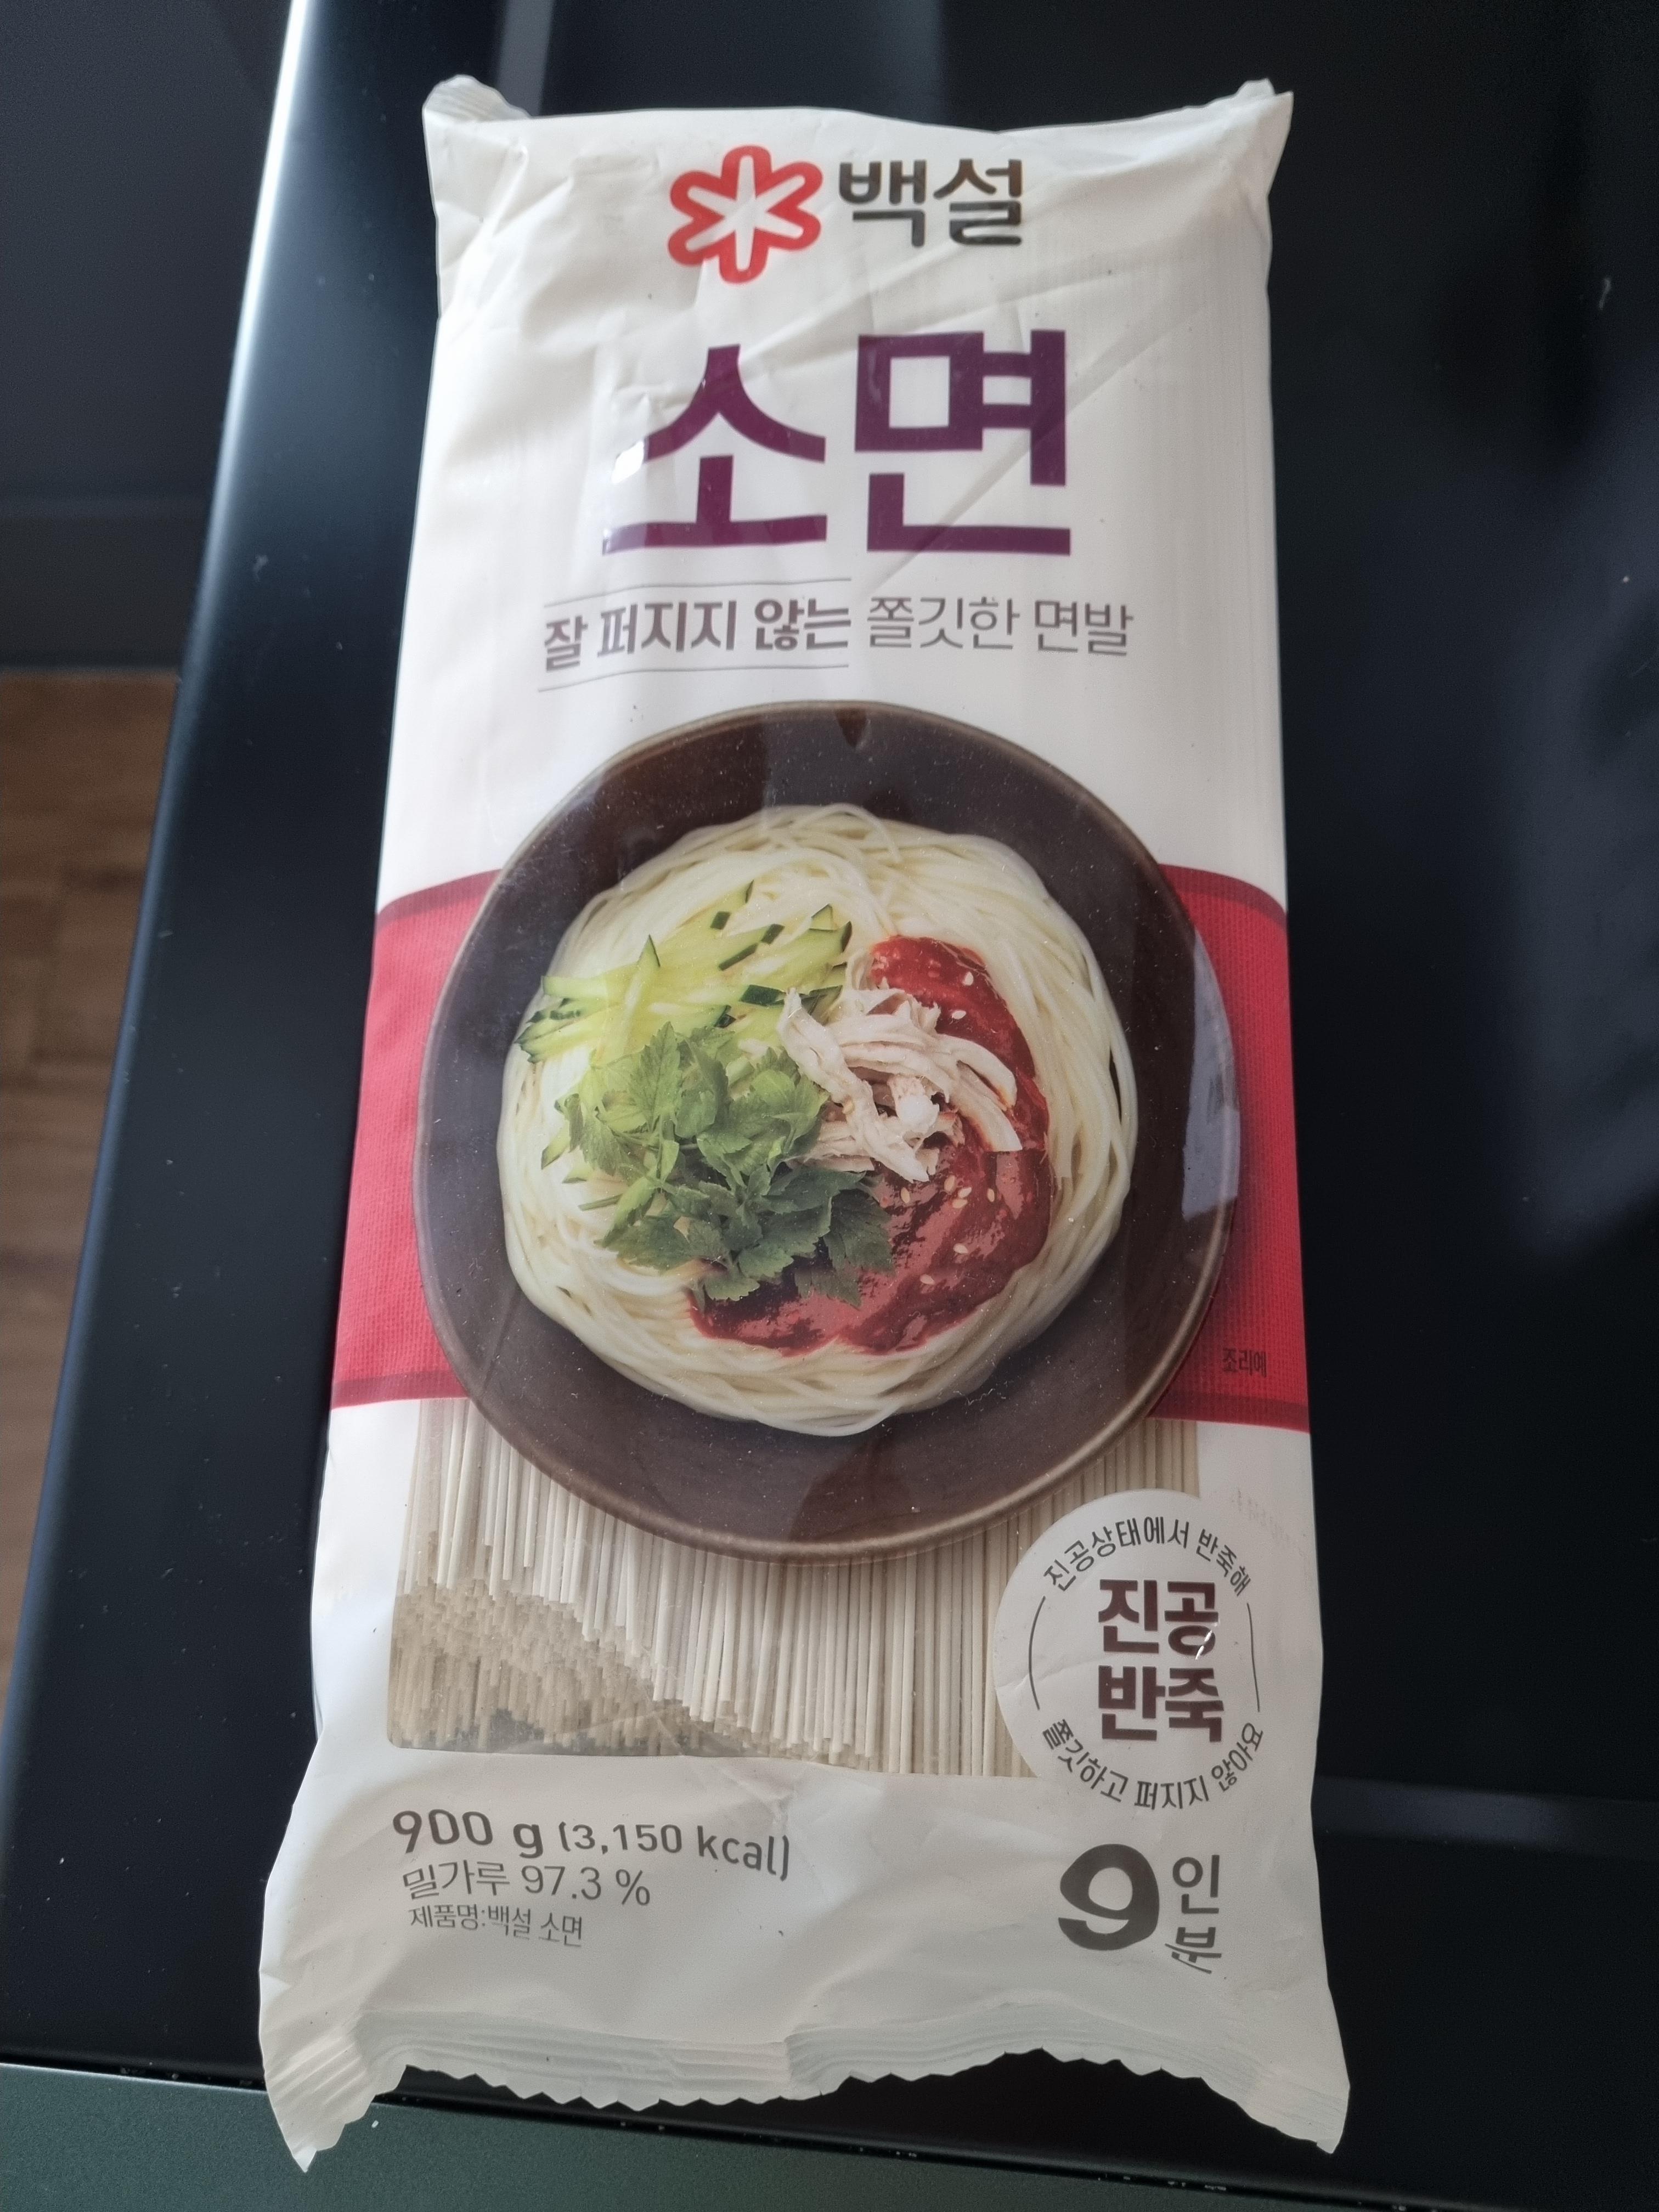 백설
소면
잘 퍼지지 않는 쫄깃한 면발
조리예
진공상태에서 반죽해
진공
반죽
쫄깃하고 퍼지지 않아요
900 g (3,150 kcal)
밀가루 97.3 %
제품명:백설 소면
9인분